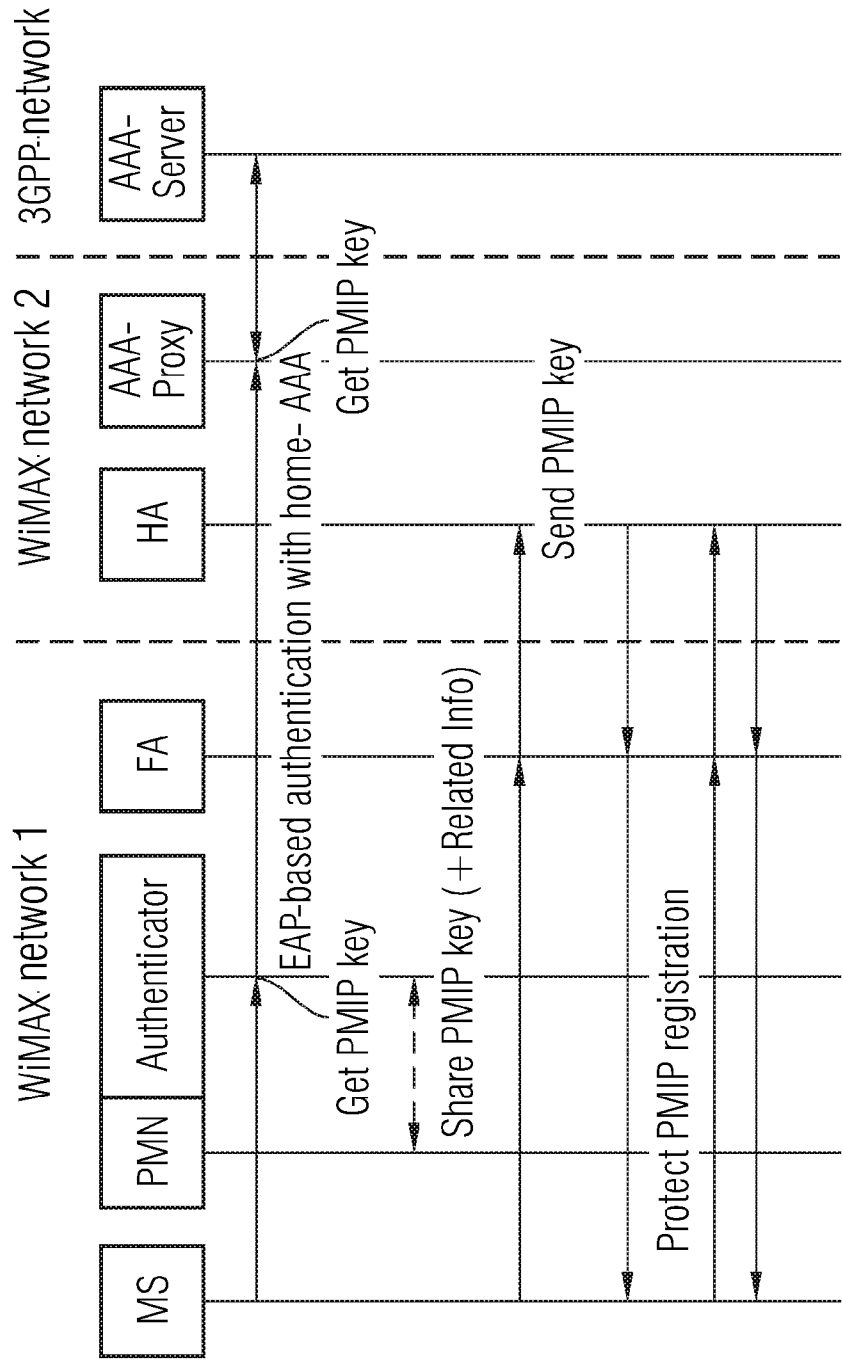 WiMAX network 1
WiMAX network 2
3GPP-network
MS
PMN
Authenticator
FA
HA
AAA-
Proxy
AAA-
Server
EAP-based authentication with home- AAA
Get PMIP key
Get PMIP key
Share PMIP key (+Related Info)
Send PMIP key
Protect PMIP registration